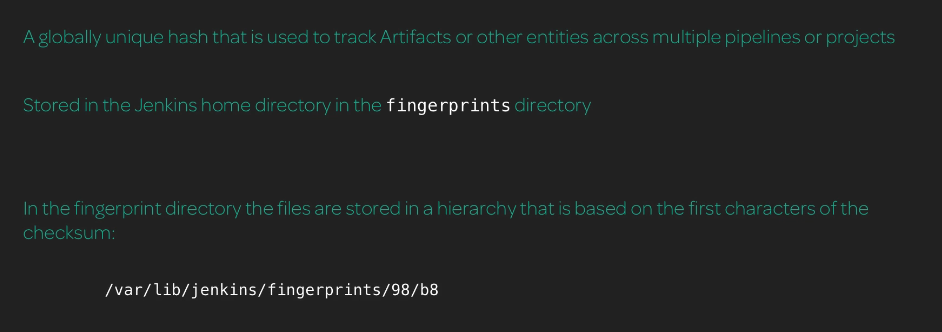 A globally unique hash that is used to track Artifacts or other entities across multiple pipelines or projects
Stored in the Jenkins home directory in the fingerprints directory
In the fingerprint directory the files are stored in a hierarchy that is based on the first characters of the
checksum:
/var/lib/jenkins/fingerprints/98/b8